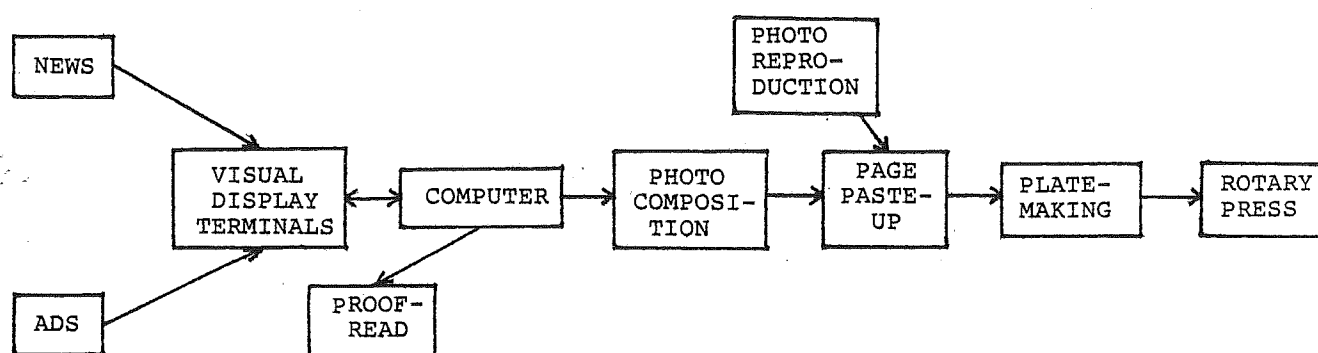 NEWS
ADS
VISUAL
DISPLAY
TERMINALS
COMPUTER
PROOF-
READ
PHOTO
COMPOSI-
TION
PHOTO
REPRO-
DUCTION
PAGE
PASTE-
UP
PLATE-
MAKING
ROTARY
PRESS